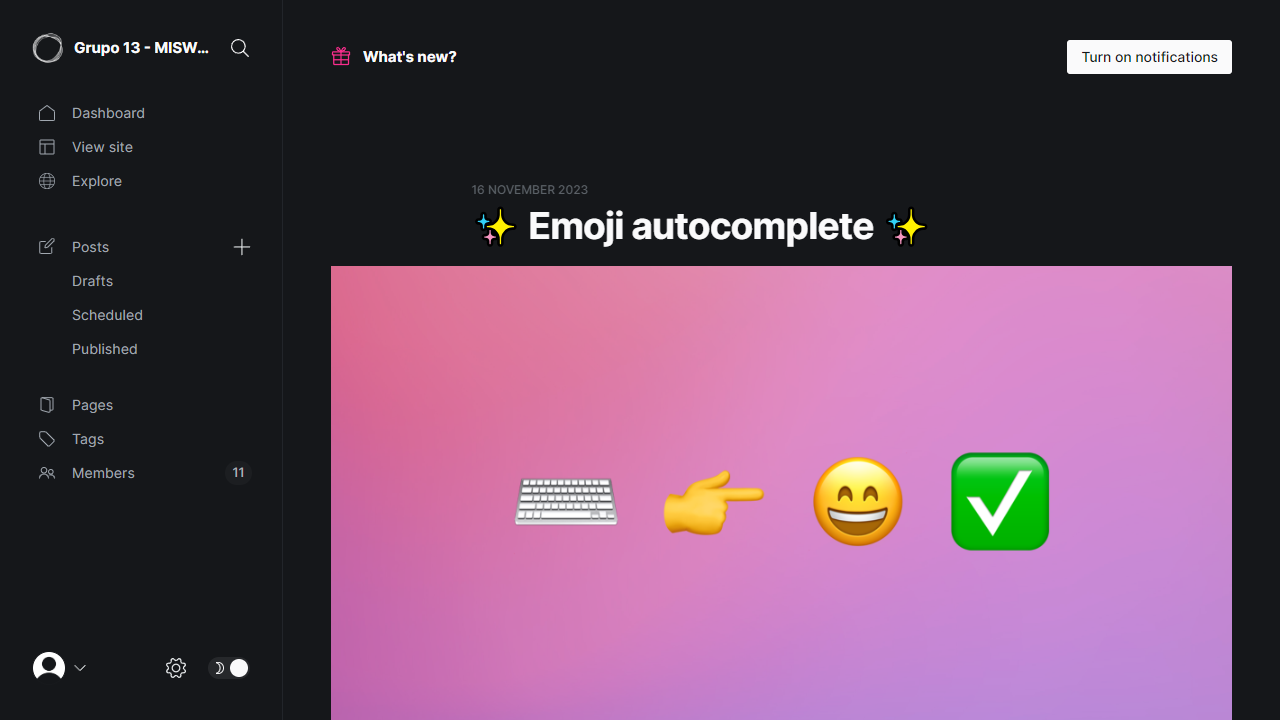 Grupo 13 - MISW...
Dashboard
View site
Explore
Posts
Drafts
Scheduled
Published
Pages
Tags
Members 11
What's new?
Turn on notifications
16 NOVEMBER 2023
✨ Emoji autocomplete ✨